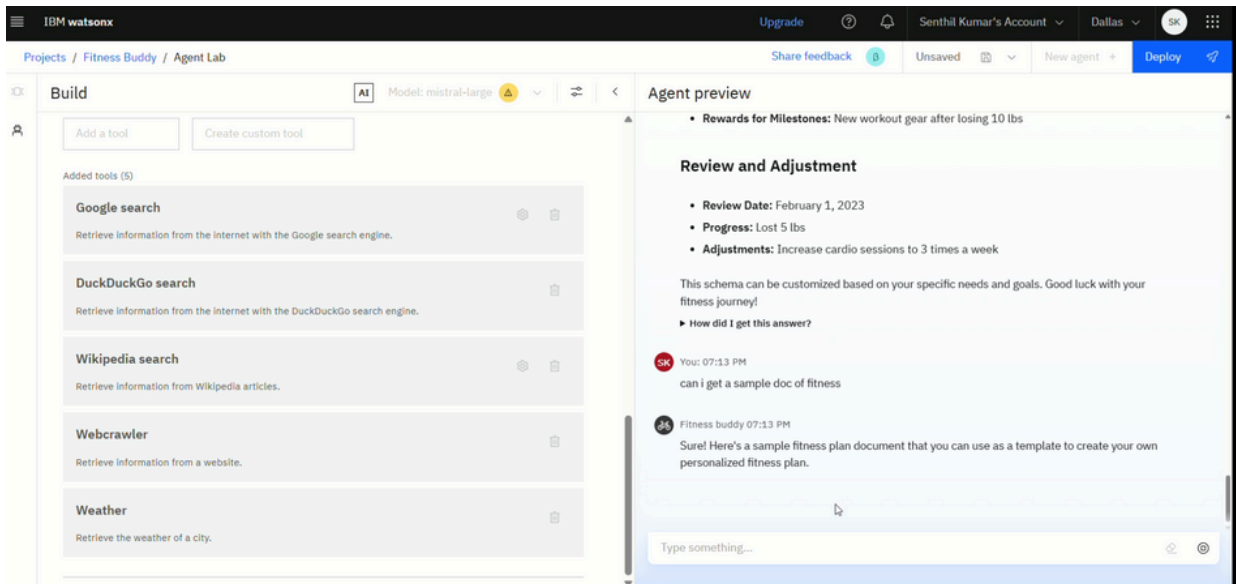 IBM watsonx
Upgrade
Senthil Kumar's Account
Dallas
SK
Projects / Fitness Buddy / Agent Lab
Share feedback
β
Unsaved
New agent +
Deploy
Build
AI
Model: mistral-large
Agent preview
Add a tool
Create custom tool
Added tools (5)
Google search
Retrieve information from the internet with the Google search engine.
DuckDuckGo search
Retrieve information from the internet with the DuckDuckGo search engine.
Wikipedia search
Retrieve information from Wikipedia articles.
Webcrawler
Retrieve information from a website.
Weather
Retrieve the weather of a city.
• Rewards for Milestones: New workout gear after losing 10 lbs
Review and Adjustment
• Review Date: February 1, 2023
• Progress: Lost 5 lbs
• Adjustments: Increase cardio sessions to 3 times a week
This schema can be customized based on your specific needs and goals. Good luck with your
fitness journey!
▶ How did I get this answer?
SK
You: 07:13 PM
can i get a sample doc of fitness
Fitness buddy 07:13 PM
Sure! Here's a sample fitness plan document that you can use as a template to create your own
personalized fitness plan.
Type something...